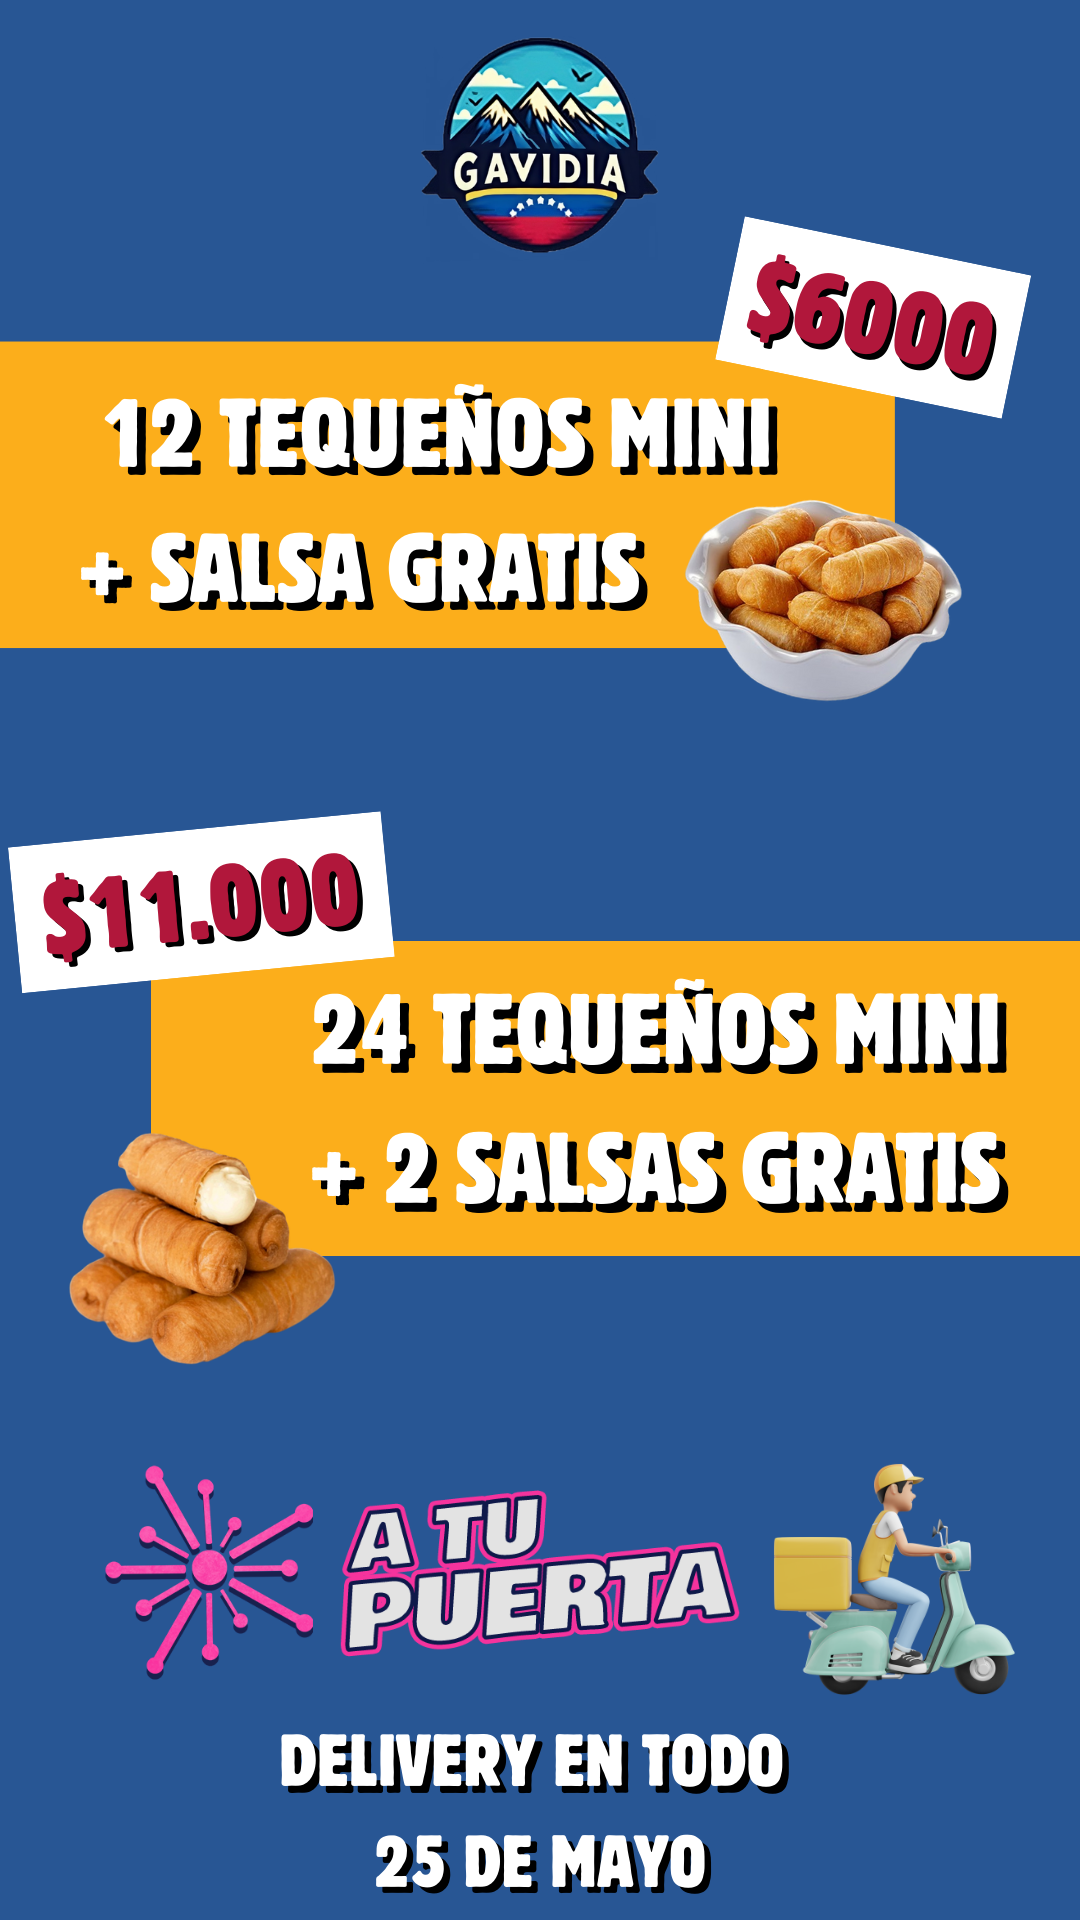 GAVIDIA
$6000
12 TEQUEÑOS MINI
+ SALSA GRATIS
$11.000
24 TEQUEÑOS MINI
+ 2 SALSAS GRATIS
A TU
PUERTA
DELIVERY EN TODO
25 DE MAYO